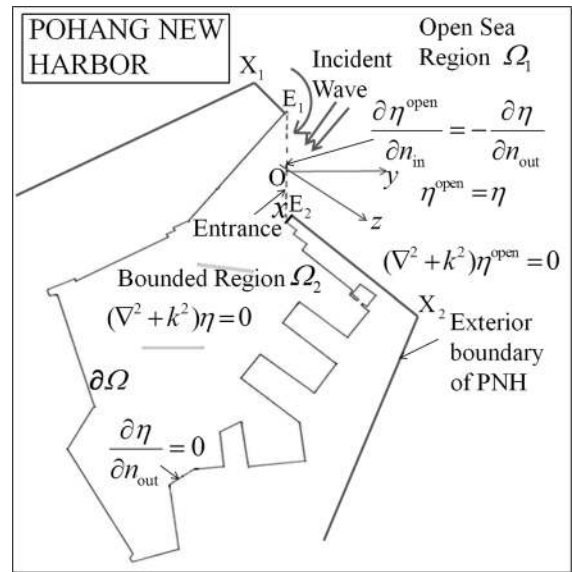 POHANG NEW
HARBOR
Open Sea
Region Ω₁
X₁
E₁
Incident
Wave
∂η^open/∂n_in = −∂η/∂n_out
O
y
η^open = η
x
E₂
z
Entrance
(∇² + k²)η^open = 0
Bounded Region Ω₂
(∇² + k²)η = 0
X₂
Exterior
boundary
of PNH
∂Ω
∂η/∂n_out = 0